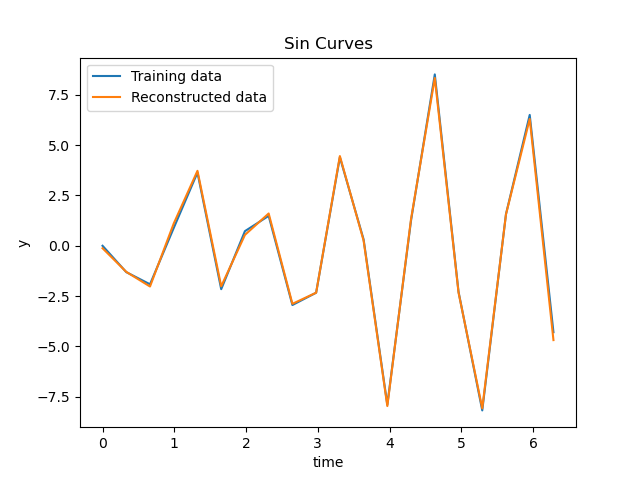 Sin Curves
Training data
Reconstructed data
7.5
5.0
2.5
0.0
−2.5
−5.0
−7.5
y
0 1 2 3 4 5 6
time